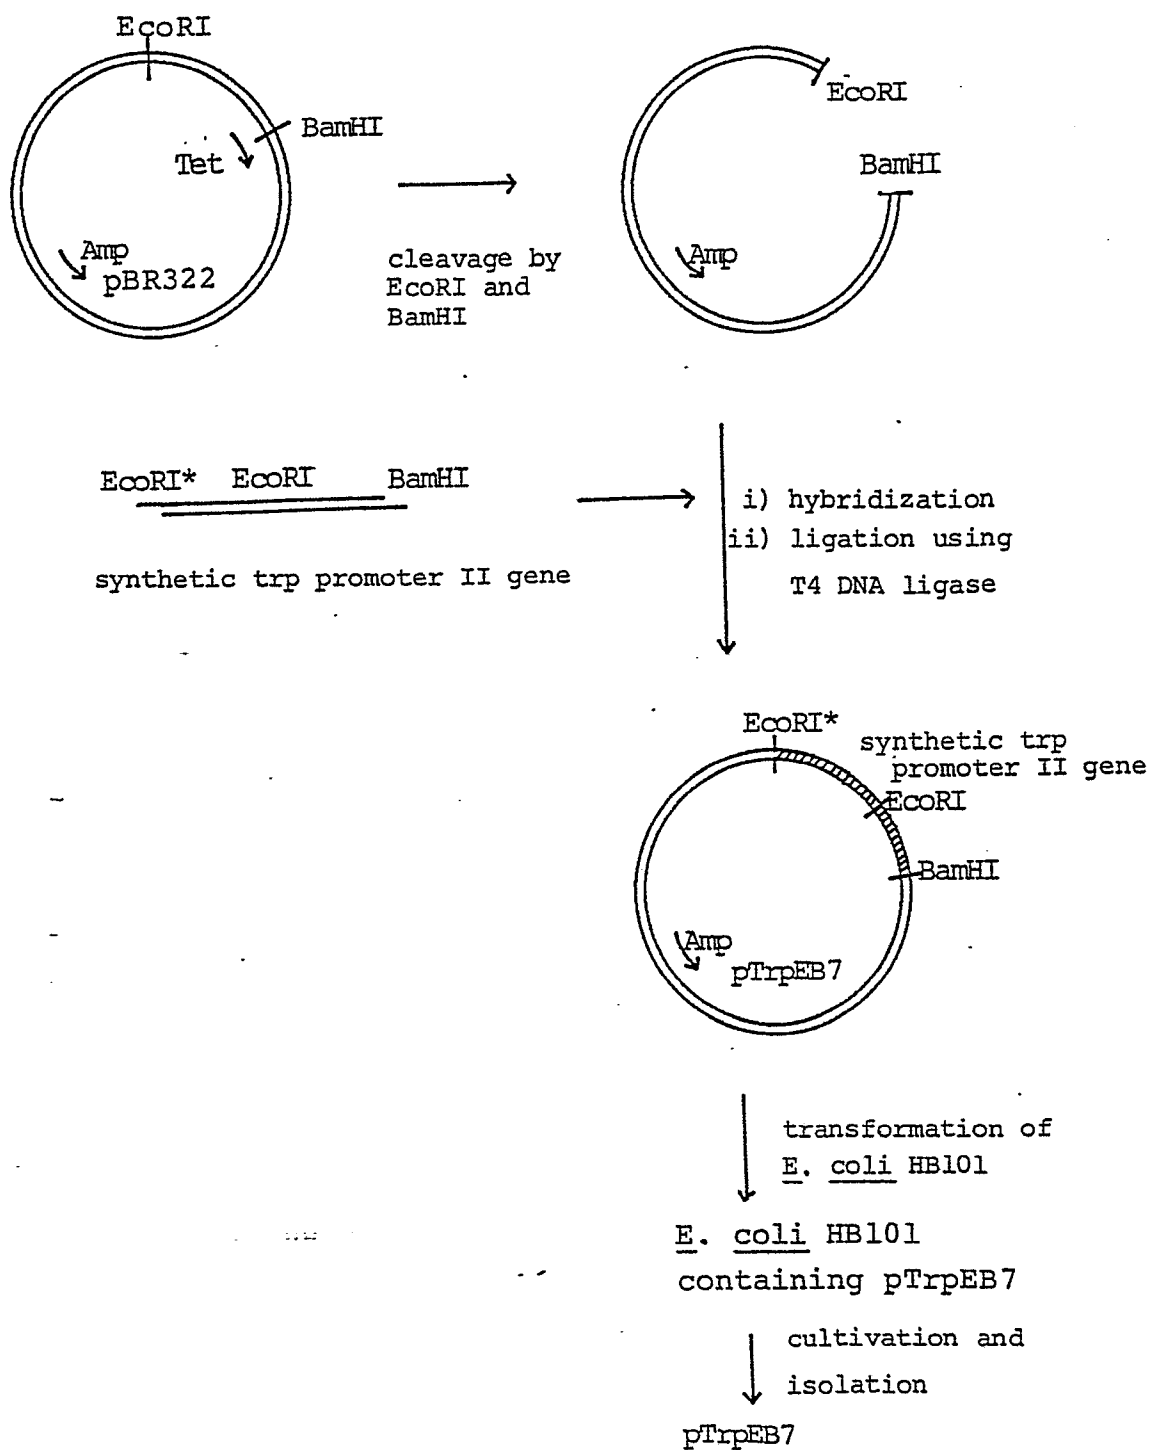 EcoRI
BamHI
Tet
Amp
pBR322
cleavage by
EcoRI and
BamHI
EcoRI
BamHI
Amp
EcoRI* EcoRI BamHI
synthetic trp promoter II gene
i) hybridization
ii) ligation using
T4 DNA ligase
EcoRI*
synthetic trp
promoter II gene
EcoRI
BamHI
Amp
pTrpEB7
transformation of
E. coli HB101
E. coli HB101
containing pTrpEB7
cultivation and
isolation
pTrpEB7